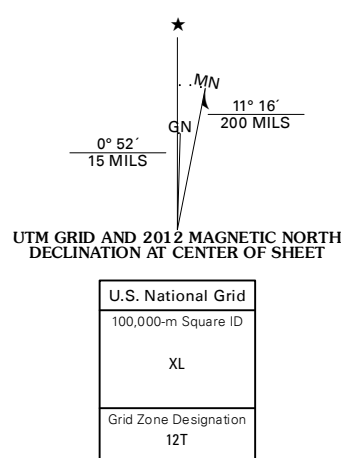 ★
MN
GN
11° 16´
200 MILS
0° 52´
15 MILS
UTM GRID AND 2012 MAGNETIC NORTH
DECLINATION AT CENTER OF SHEET
U.S. National Grid
100,000-m Square ID
XL
Grid Zone Designation
12T